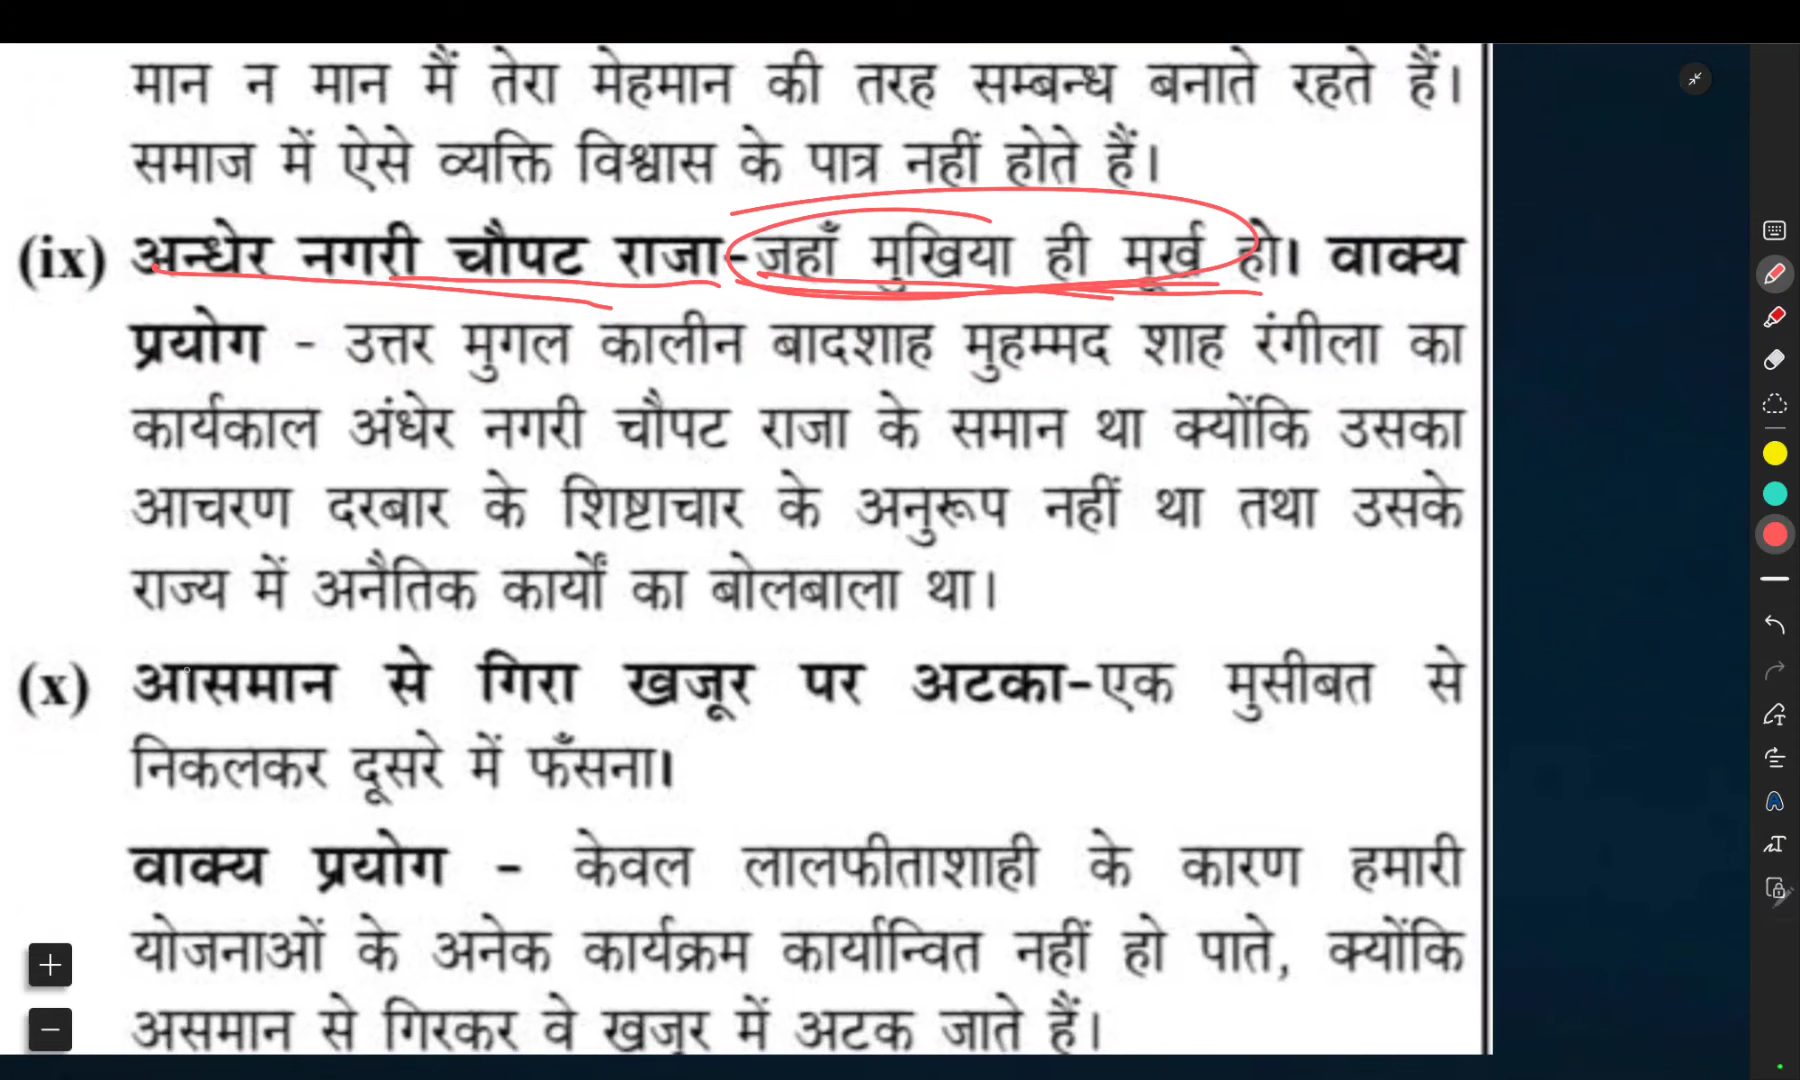 मान न मान मैं तेरा मेहमान की तरह सम्बन्ध बनाते रहते हैं।
समाज में ऐसे व्यक्ति विश्वास के पात्र नहीं होते हैं।
(ix) अन्धेर नगरी चौपट राजा-जहाँ मुखिया ही मूर्ख हो। वाक्य
प्रयोग - उत्तर मुगल कालीन बादशाह मुहम्मद शाह रंगीला का
कार्यकाल अंधेर नगरी चौपट राजा के समान था क्योंकि उसका
आचरण दरबार के शिष्टाचार के अनुरूप नहीं था तथा उसके
राज्य में अनैतिक कार्यों का बोलबाला था।
(x) आसमान से गिरा खजूर पर अटका-एक मुसीबत से
निकलकर दूसरे में फँसना।
वाक्य प्रयोग - केवल लालफीताशाही के कारण हमारी
योजनाओं के अनेक कार्यक्रम कार्यान्वित नहीं हो पाते, क्योंकि
असमान से गिरकर वे खजूर में अटक जाते हैं।